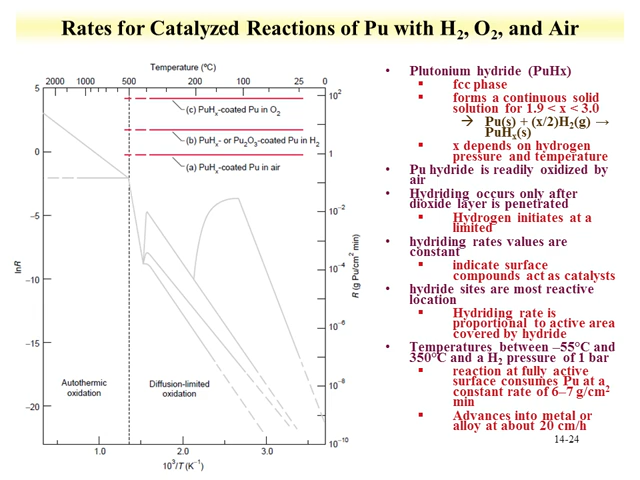 Rates for Catalyzed Reactions of Pu with H2, O2, and Air
Temperature (ºC)
2000 1000 500 200 100 25 0
5
0
−5
−10
−15
−20
lnR
10²
1
10⁻²
10⁻⁴
10⁻⁶
10⁻⁸
10⁻¹⁰
R (g Pu/cm² min)
(c) PuHx-coated Pu in O2
(b) PuHx- or Pu2O3-coated Pu in H2
(a) PuHx-coated Pu in air
Autothermic
oxidation
Diffusion-limited
oxidation
1.0 2.0 3.0
10³/T (K⁻¹)
• Plutonium hydride (PuHx)
▪ fcc phase
▪ forms a continuous solid
solution for 1.9 < x < 3.0
→ Pu(s) + (x/2)H2(g) →
PuHx(s)
▪ x depends on hydrogen
pressure and temperature
• Pu hydride is readily oxidized by
air
• Hydriding occurs only after
dioxide layer is penetrated
▪ Hydrogen initiates at a
limited
• hydriding rates values are
constant
▪ indicate surface
compounds act as catalysts
• hydride sites are most reactive
location
▪ Hydriding rate is
proportional to active area
covered by hydride
• Temperatures between –55°C and
350°C and a H2 pressure of 1 bar
▪ reaction at fully active
surface consumes Pu at a
constant rate of 6–7 g/cm²
min
▪ Advances into metal or
alloy at about 20 cm/h
14-24